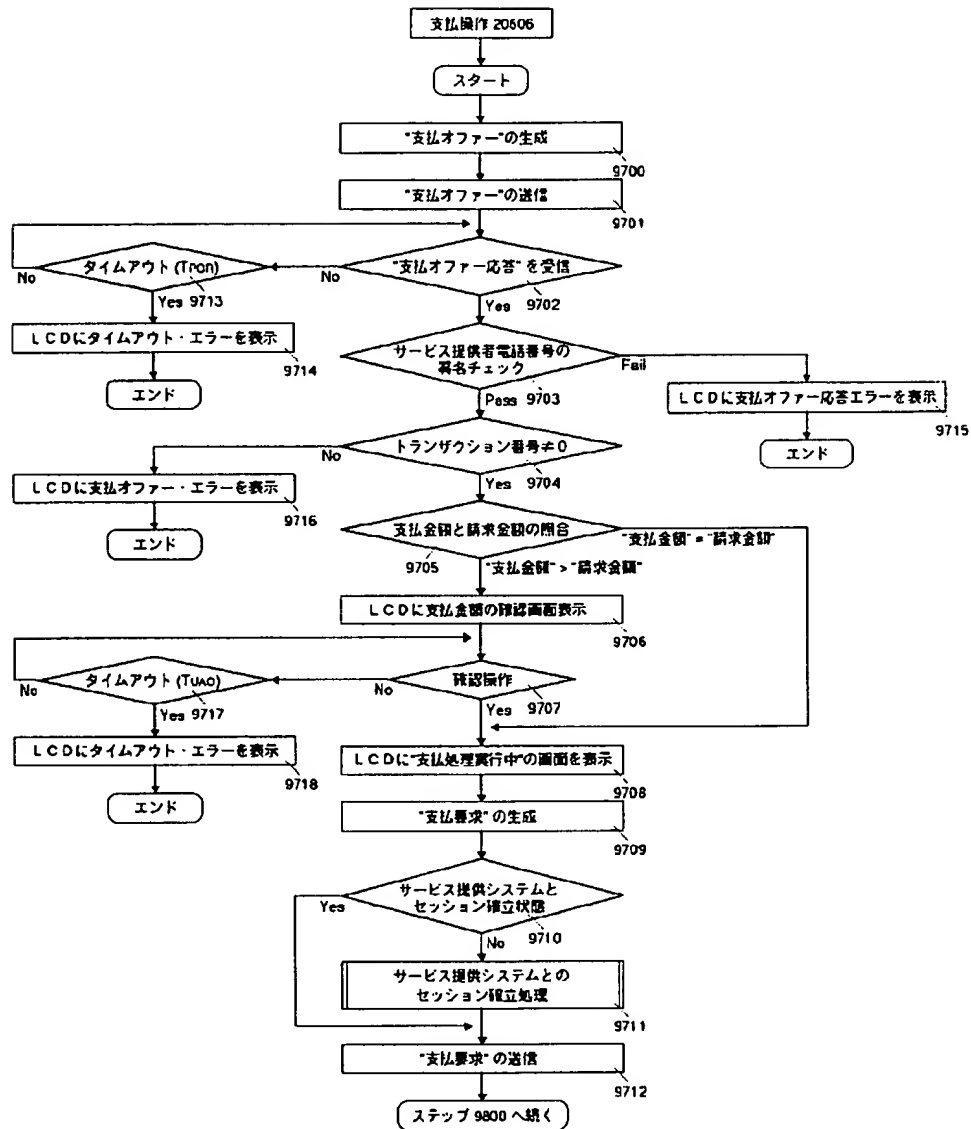 支払操作 20506
スタート
"支払オファー"の生成
9700
"支払オファー"の送信
9701
"支払オファー応答" を受信
9702
No
Yes
タイムアウト (TPOR)
9713
No
Yes
LCDにタイムアウト・エラーを表示
9714
エンド
サービス提供者電話番号の
署名チェック
9703
Fail
Pass
LCDに支払オファー応答エラーを表示
9715
エンド
トランザクション番号≠0
9704
No
Yes
LCDに支払オファー・エラーを表示
9716
エンド
支払金額と請求金額の照合
9705
"支払金額" = "請求金額"
"支払金額" > "請求金額"
LCDに支払金額の確認画面表示
9706
確認操作
9707
No
Yes
タイムアウト (TUAO)
9717
No
Yes
LCDにタイムアウト・エラーを表示
9718
エンド
LCDに"支払処理実行中"の画面を表示
9708
"支払要求" の生成
9709
サービス提供システムと
セッション確立状態
9710
Yes
No
サービス提供システムとの
セッション確立処理
9711
"支払要求" の送信
9712
ステップ 9800 へ続く